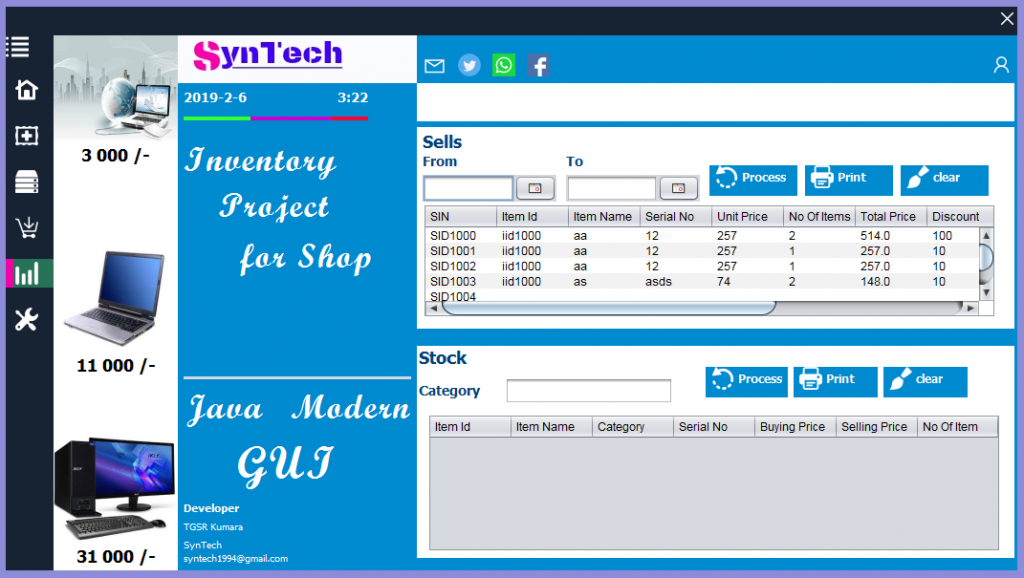 SynTech
2019-2-6 3:22
3 000 /-
11 000 /-
31 000 /-
Inventory
Project
for Shop
Java Modern
GUI
Developer
TGSR Kumara
SynTech
syntech1994@gmail.com
Sells
From To
Process Print clear
SIN Item Id Item Name Serial No Unit Price No Of Items Total Price Discount
SID1000 iid1000 aa 12 257 2 514.0 100
SID1001 iid1000 aa 12 257 1 257.0 10
SID1002 iid1000 aa 12 257 1 257.0 10
SID1003 iid1000 as asds 74 2 148.0 10
SID1004
Stock
Category
Process Print clear
Item Id Item Name Category Serial No Buying Price Selling Price No Of Item